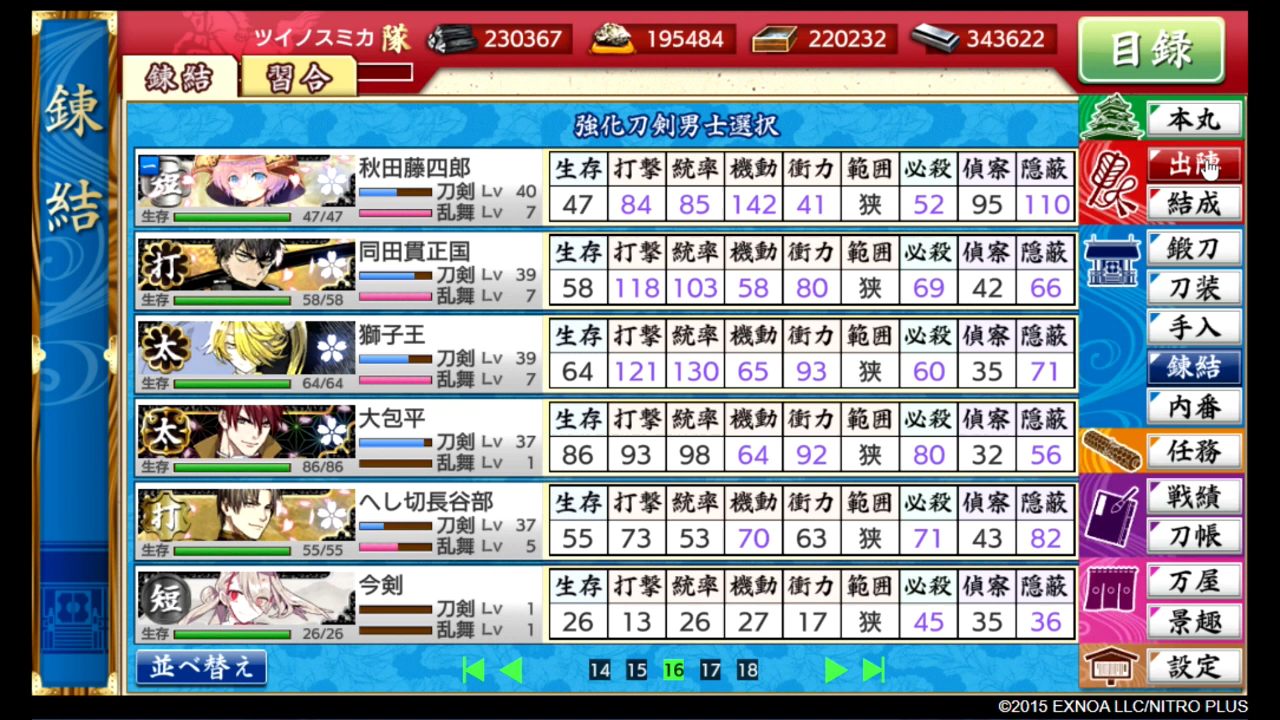 ツイノスミカ 隊 230367 195484 220232 343622 目録
錬結 習合
錬結
強化刀剣男士選択
一 短 秋田藤四郎
刀剣 Lv 40
乱舞 Lv 7
生存 47/47
生存 打撃 統率 機動 衝力 範囲 必殺 偵察 隠蔽
47 84 85 142 41 狭 52 95 110
打 同田貫正国
刀剣 Lv 39
乱舞 Lv 7
生存 58/58
生存 打撃 統率 機動 衝力 範囲 必殺 偵察 隠蔽
58 118 103 58 80 狭 69 42 66
太 獅子王
刀剣 Lv 39
乱舞 Lv 7
生存 64/64
生存 打撃 統率 機動 衝力 範囲 必殺 偵察 隠蔽
64 121 130 65 93 狭 60 35 71
太 大包平
刀剣 Lv 37
乱舞 Lv 1
生存 86/86
生存 打撃 統率 機動 衝力 範囲 必殺 偵察 隠蔽
86 93 98 64 92 狭 80 32 56
打 へし切長谷部
刀剣 Lv 37
乱舞 Lv 5
生存 55/55
生存 打撃 統率 機動 衝力 範囲 必殺 偵察 隠蔽
55 73 53 70 63 狭 71 43 82
短 今剣
刀剣 Lv 1
乱舞 Lv 1
生存 26/26
生存 打撃 統率 機動 衝力 範囲 必殺 偵察 隠蔽
26 13 26 27 17 狭 45 35 36
並べ替え
14 15 16 17 18
本丸
出陣
結成
鍛刀
刀装
手入
錬結
内番
任務
戦績
刀帳
万屋
景趣
設定
©2015 EXNOA LLC/NITRO PLUS